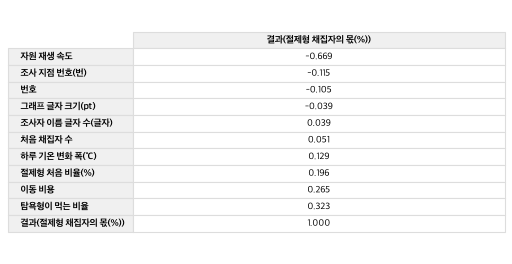 결과(절제형 채집자의 몫(%))
자원 재생 속도 -0.669
조사 지점 번호(번) -0.115
번호 -0.105
그래프 글자 크기(pt) -0.039
조사자 이름 글자 수(글자) 0.039
처음 채집자 수 0.051
하루 기온 변화 폭(℃) 0.129
절제형 처음 비율(%) 0.196
이동 비용 0.265
탐욕형이 먹는 비율 0.323
결과(절제형 채집자의 몫(%)) 1.000